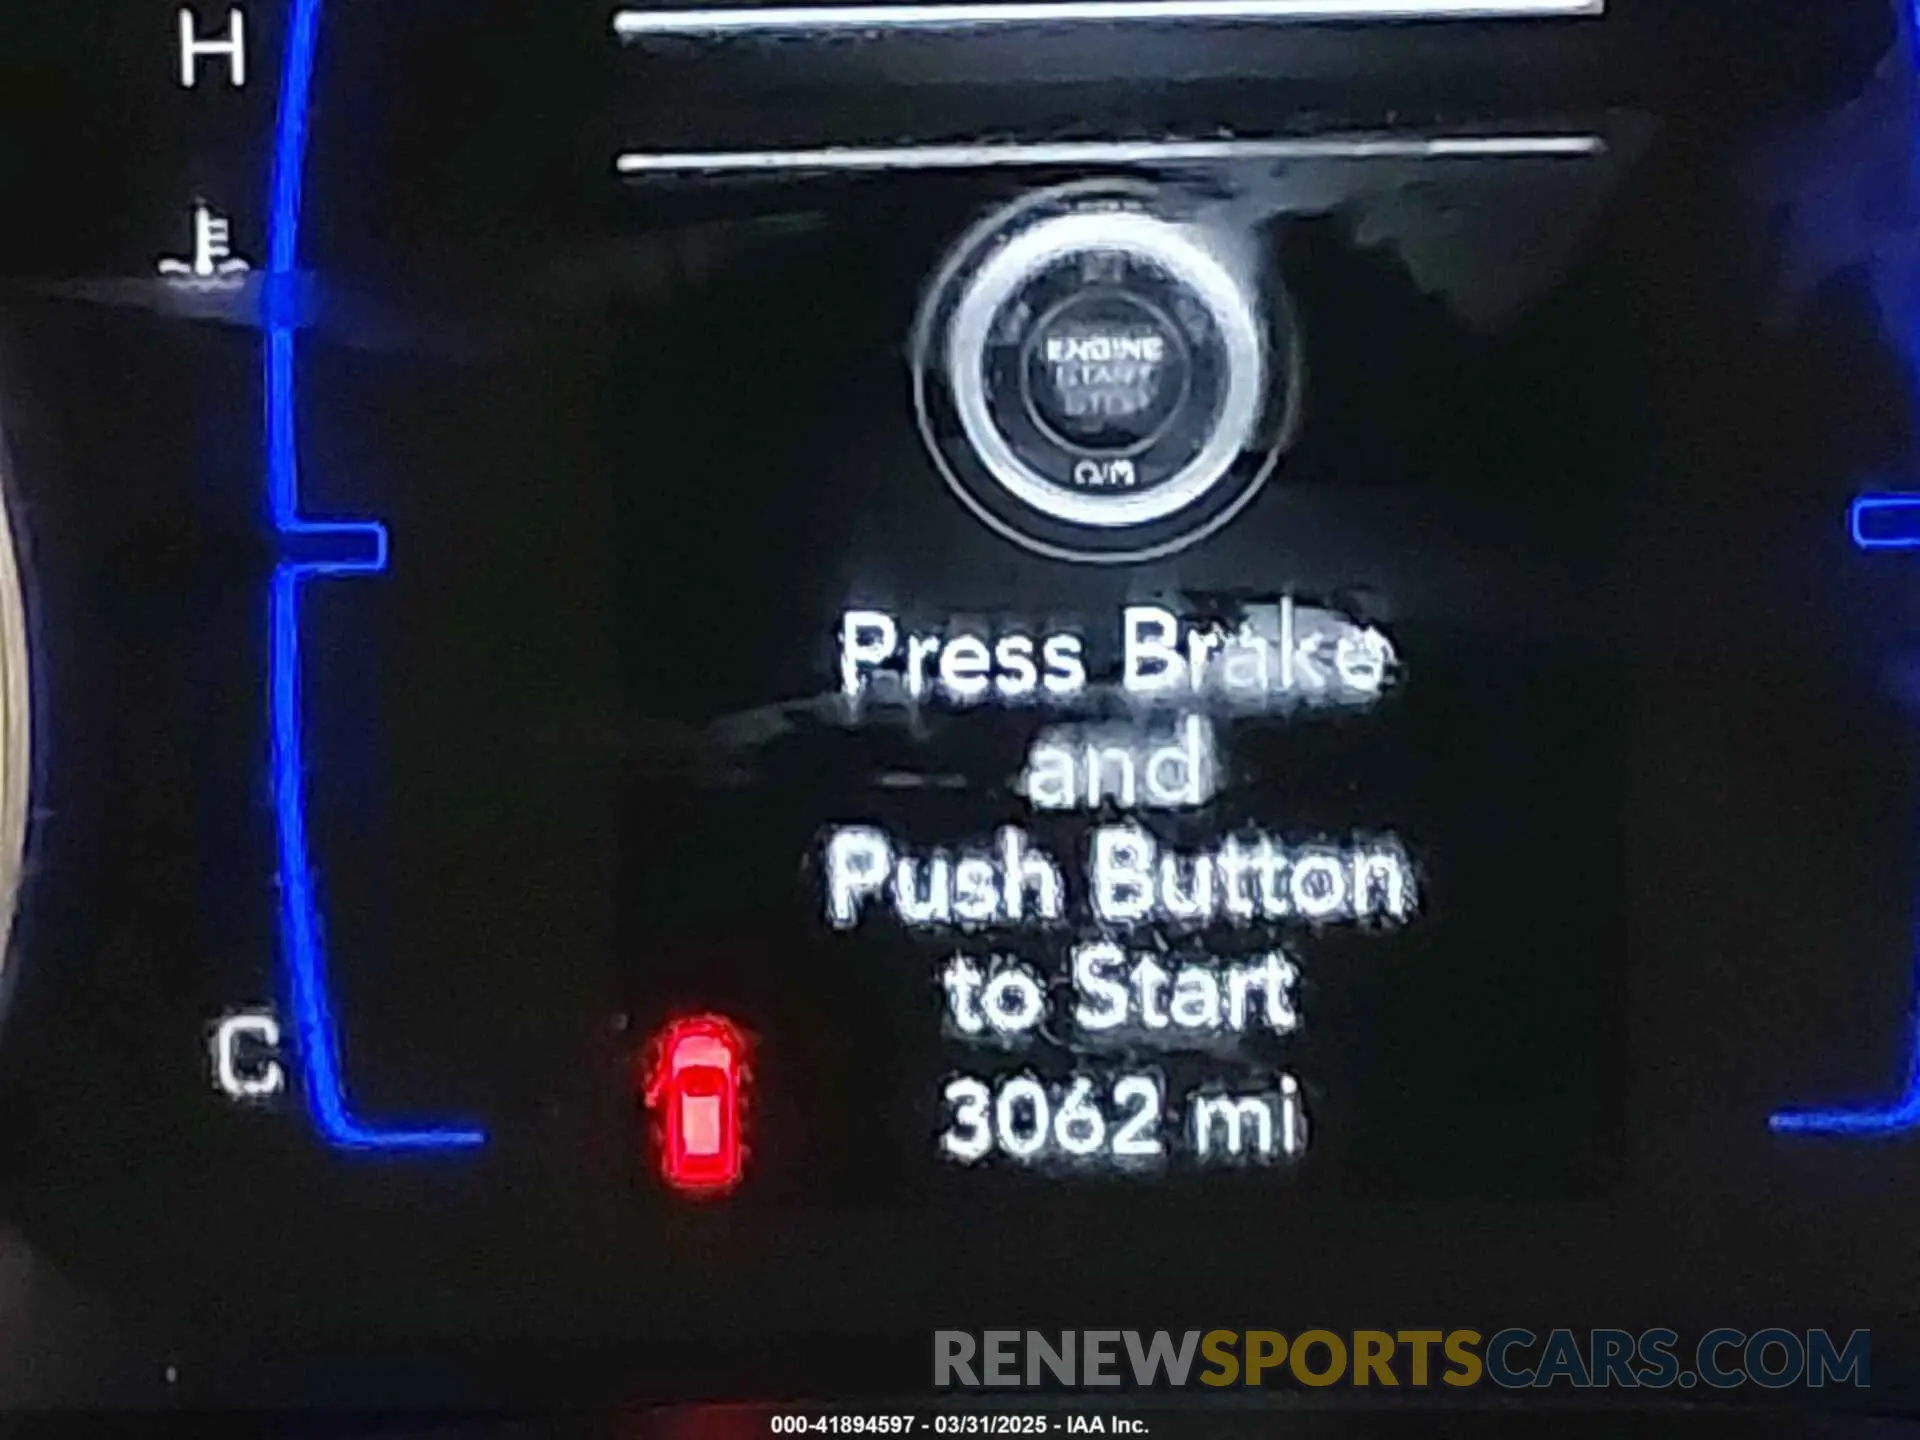 H
ENGINE
START
STOP
Press Brake
and
Push Button
to Start
C
3062 mi
RENEWSPORTSCARS.COM
000-41894597 - 03/31/2025 - IAA Inc.